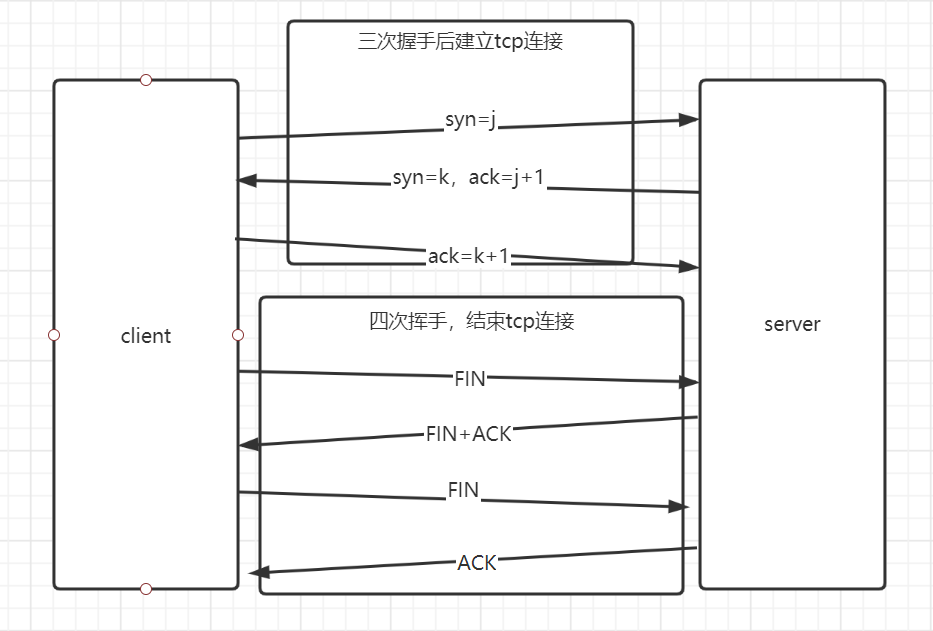 三次握手后建立tcp连接
syn=j
syn=k，ack=j+1
ack=k+1
client
server
四次挥手，结束tcp连接
FIN
FIN+ACK
FIN
ACK